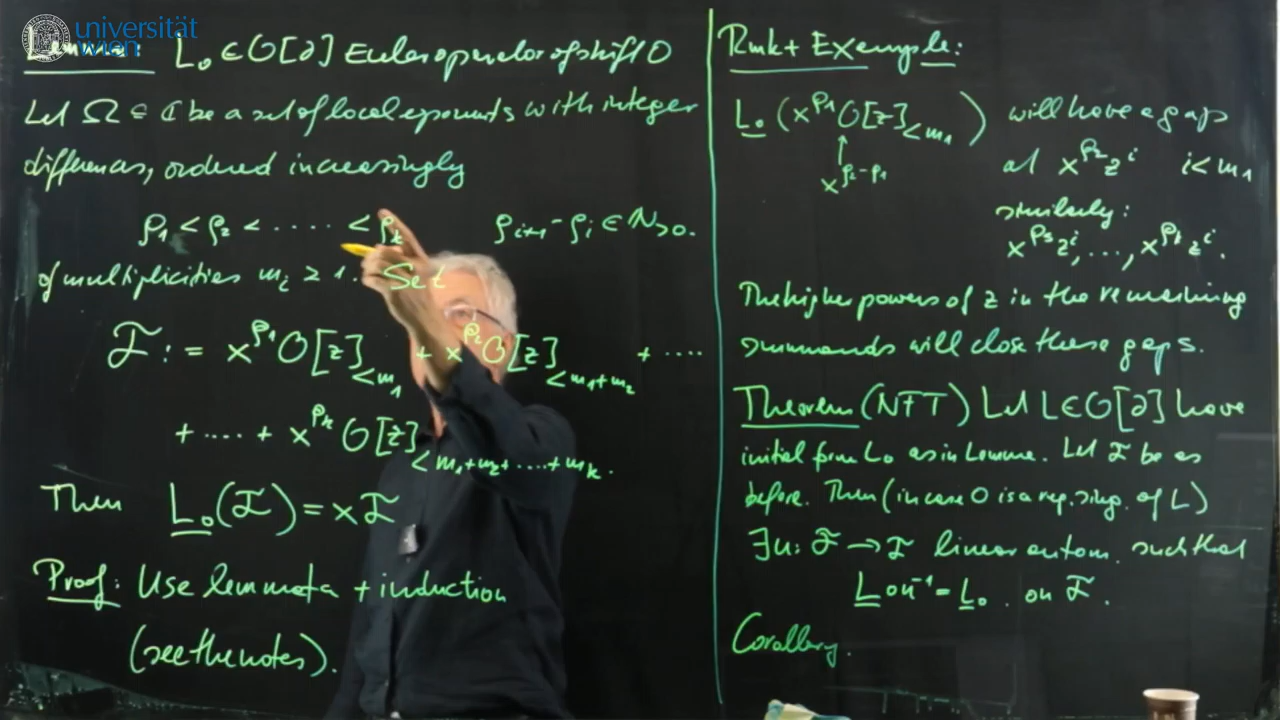 universität
wien
Lemma: L₀ ∈ O[∂] Euler operator of shift 0
Let Ω ⊆ ℂ be a set of local exponents with integer
differences, ordered increasingly
ρ₁ < ρ₂ < ..... < ρₖ ρᵢ₊₁ - ρᵢ ∈ ℕ>0.
of multiplicities mᵢ ≥ 1. Set
F := x^ρ₁ O[z]_<m₁ + x^ρ₂ O[z]_<m₁+m₂ + ....
+ .... + x^ρₖ O[z]_<m₁+m₂+....+mₖ.
Then L₀(F) = xF
Proof: Use lemmata + induction
(see the notes).
Rmk + Example:
L₀(x^ρ₁ O[z]_<m₁) will have gaps
↑
x^ρ₂-ρ₁
at x^ρ₂ zⁱ i < m₁
similarly:
x^ρ₃ zⁱ, ..., x^ρₖ zⁱ.
The higher powers of z in the remaining
summands will close these gaps.
Theorem (NFT) Let L ∈ O[∂] have
initial form L₀ as in Lemma. Let F be as
before. Then (in case 0 is a reg. sing. of L)
∃ u: F → F linear autom. such that
L ∘ u⁻¹ = L₀ on F.
Corollary.